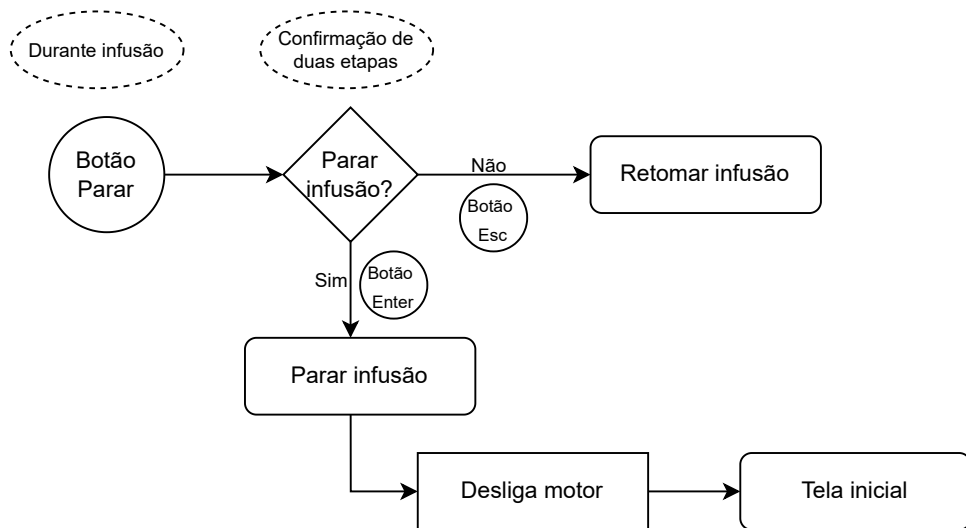 Durante infusão
Confirmação de
duas etapas
Botão
Parar
Parar
infusão?
Não
Botão
Esc
Retomar infusão
Sim
Botão
Enter
Parar infusão
Desliga motor
Tela inicial